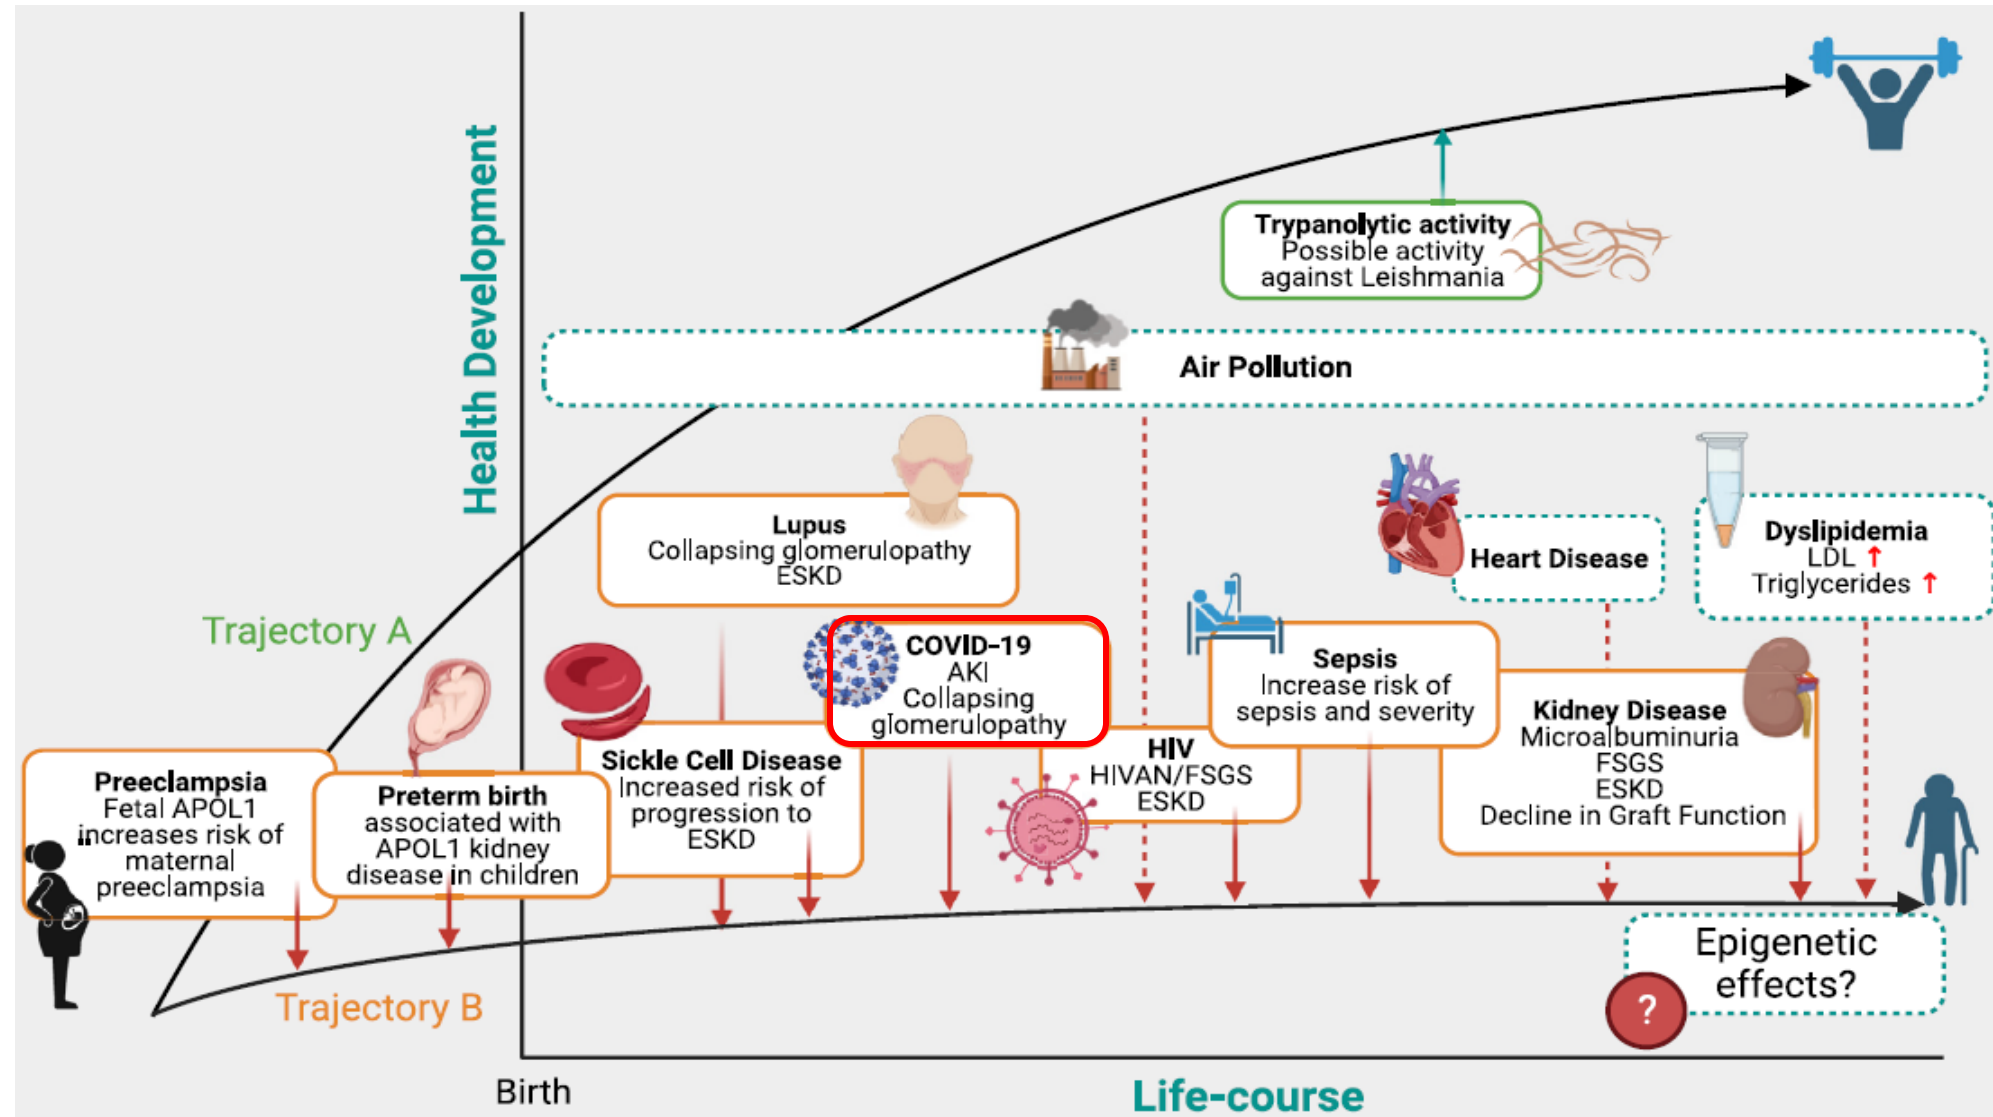 Health Development
Trypanolytic activity
Possible activity
against Leishmania
Air Pollution
Lupus
Collapsing glomerulopathy
ESKD
Heart Disease
Dyslipidemia
LDL ↑
Triglycerides ↑
Trajectory A
COVID-19
AKI
Collapsing
glomerulopathy
Sepsis
Increase risk of
sepsis and severity
Kidney Disease
Microalbuminuria
FSGS
ESKD
Decline in Graft Function
HIV
HIVAN/FSGS
ESKD
Sickle Cell Disease
Increased risk of
progression to
ESKD
Preeclampsia
Fetal APOL1
increases risk of
maternal
preeclampsia
Preterm birth
associated with
APOL1 kidney
disease in children
Trajectory B
Epigenetic
effects?
?
Birth
Life-course